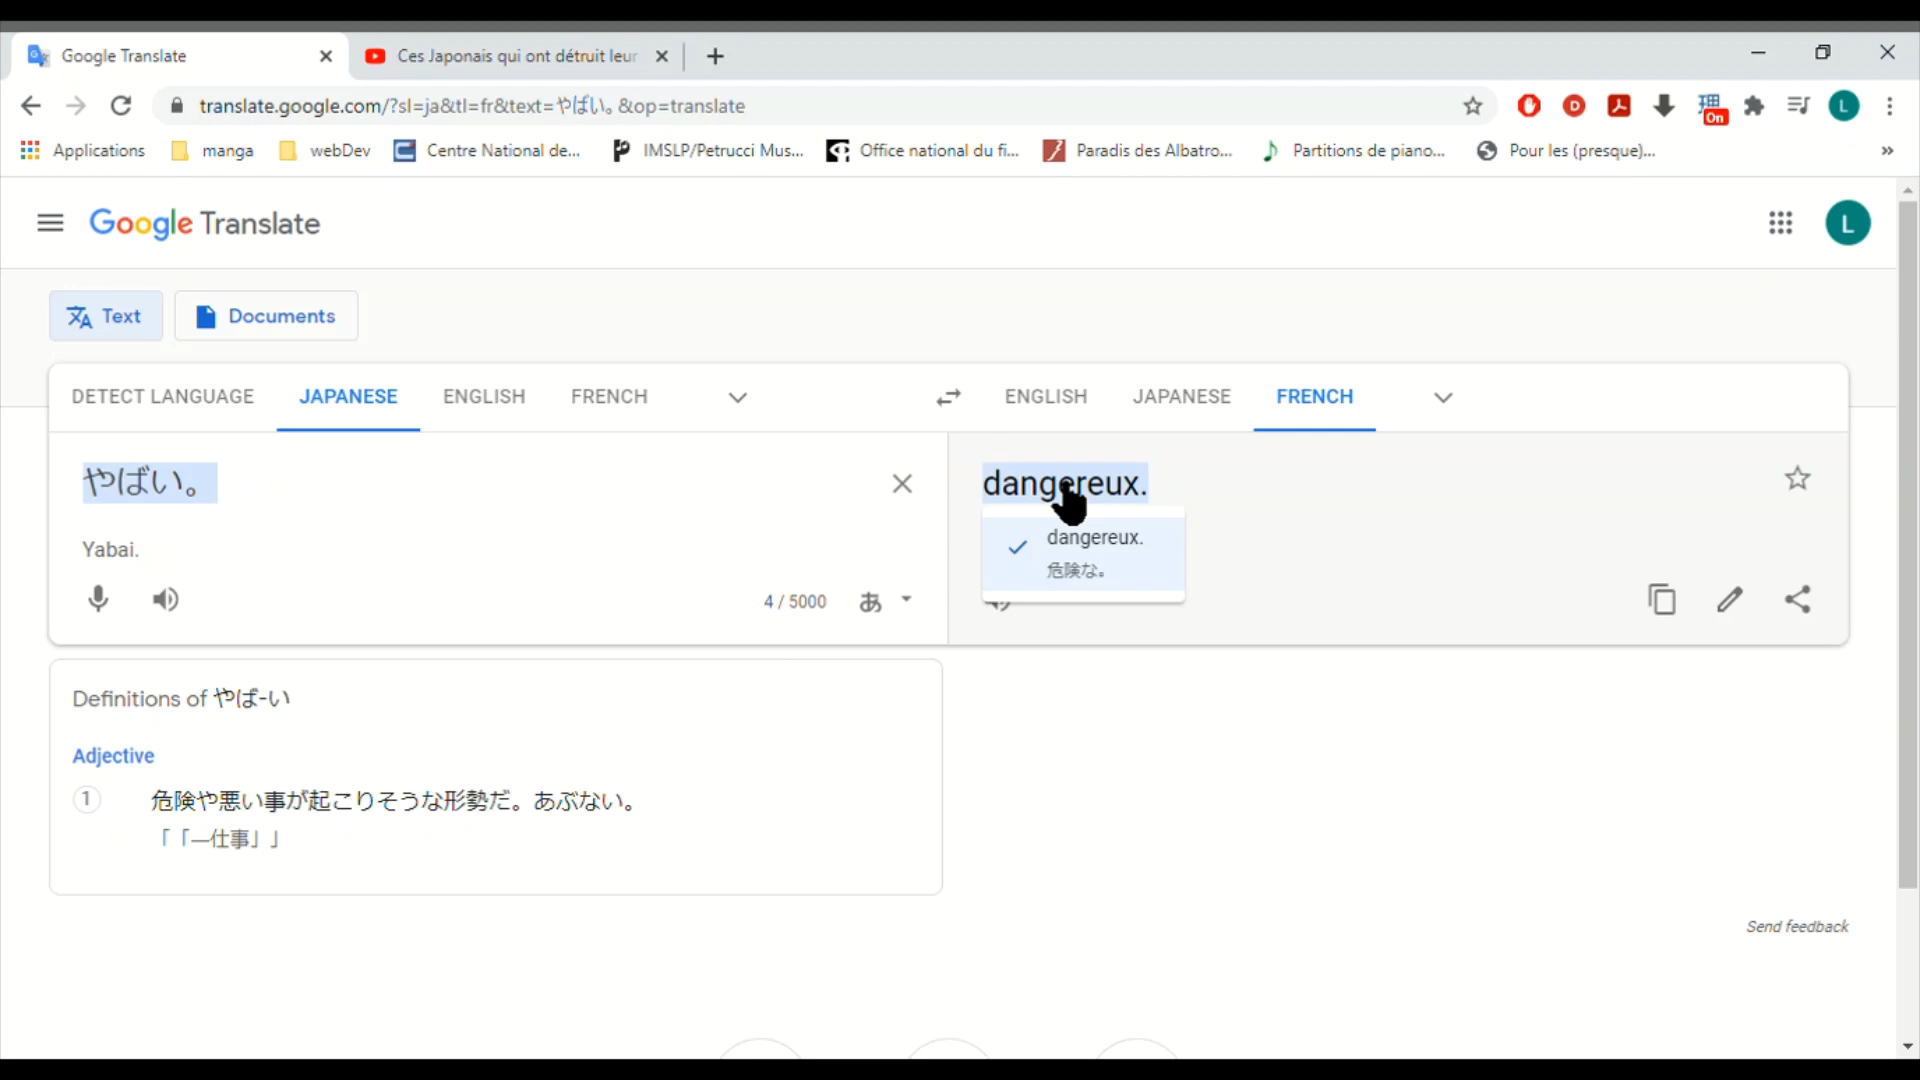 Google Translate
Ces Japonais qui ont détruit leur
translate.google.com/?sl=ja&tl=fr&text=やばい。&op=translate
On
L
Applications
manga
webDev
Centre National de...
IMSLP/Petrucci Mus...
Office national du fi...
Paradis des Albatro...
Partitions de piano...
Pour les (presque)...
»
Google Translate
L
Text
Documents
DETECT LANGUAGE
JAPANESE
ENGLISH
FRENCH
ENGLISH
JAPANESE
FRENCH
やばい。
dangereux.
Yabai.
dangereux.
危険な。
4 / 5000
あ
Definitions of やば-い
Adjective
1
危険や悪い事が起こりそうな形勢だ。あぶない。
「「―仕事」」
Send feedback